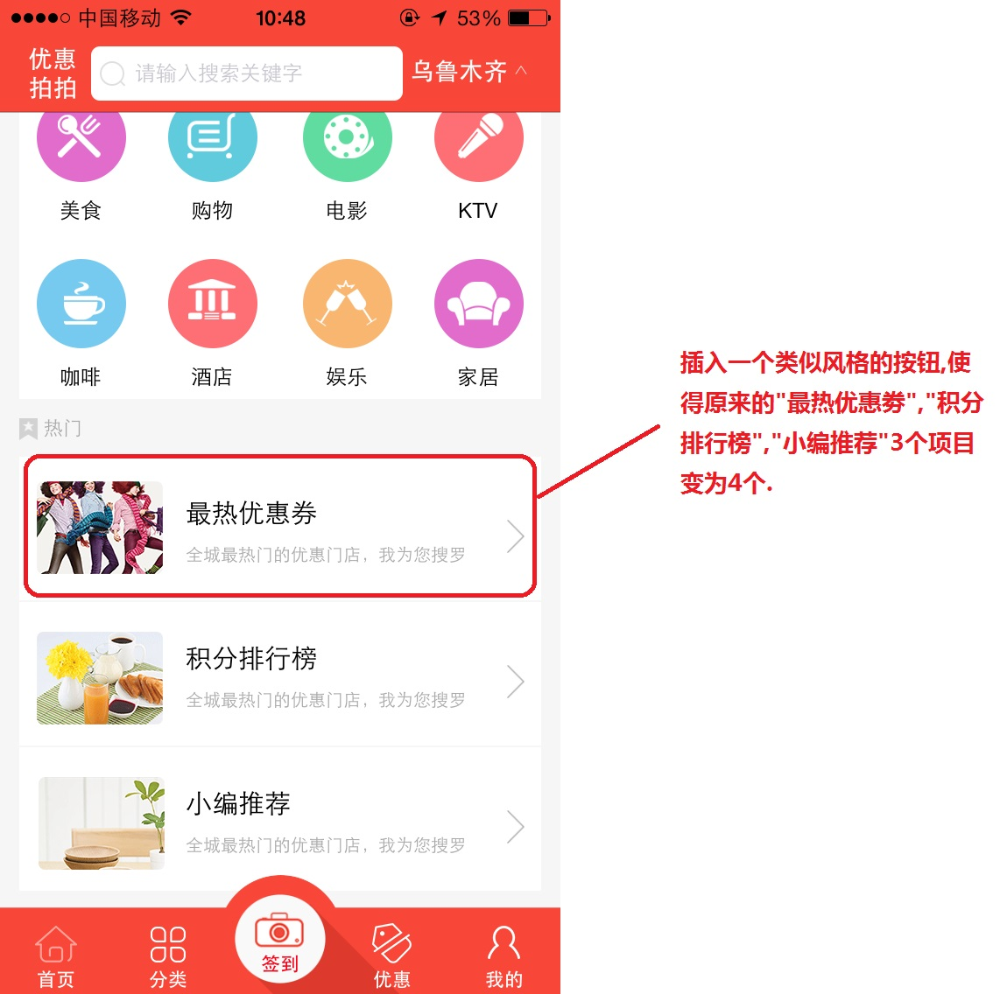 中国移动 10:48 53%
优惠
拍拍
请输入搜索关键字
乌鲁木齐
美食 购物 电影 KTV
咖啡 酒店 娱乐 家居
热门
最热优惠券
全城最热门的优惠门店，我为您搜罗
积分排行榜
全城最热门的优惠门店，我为您搜罗
小编推荐
全城最热门的优惠门店，我为您搜罗
首页 分类 签到 优惠 我的
插入一个类似风格的按钮,使
得原来的"最热优惠劵","积分
排行榜","小编推荐"3个项目
变为4个.